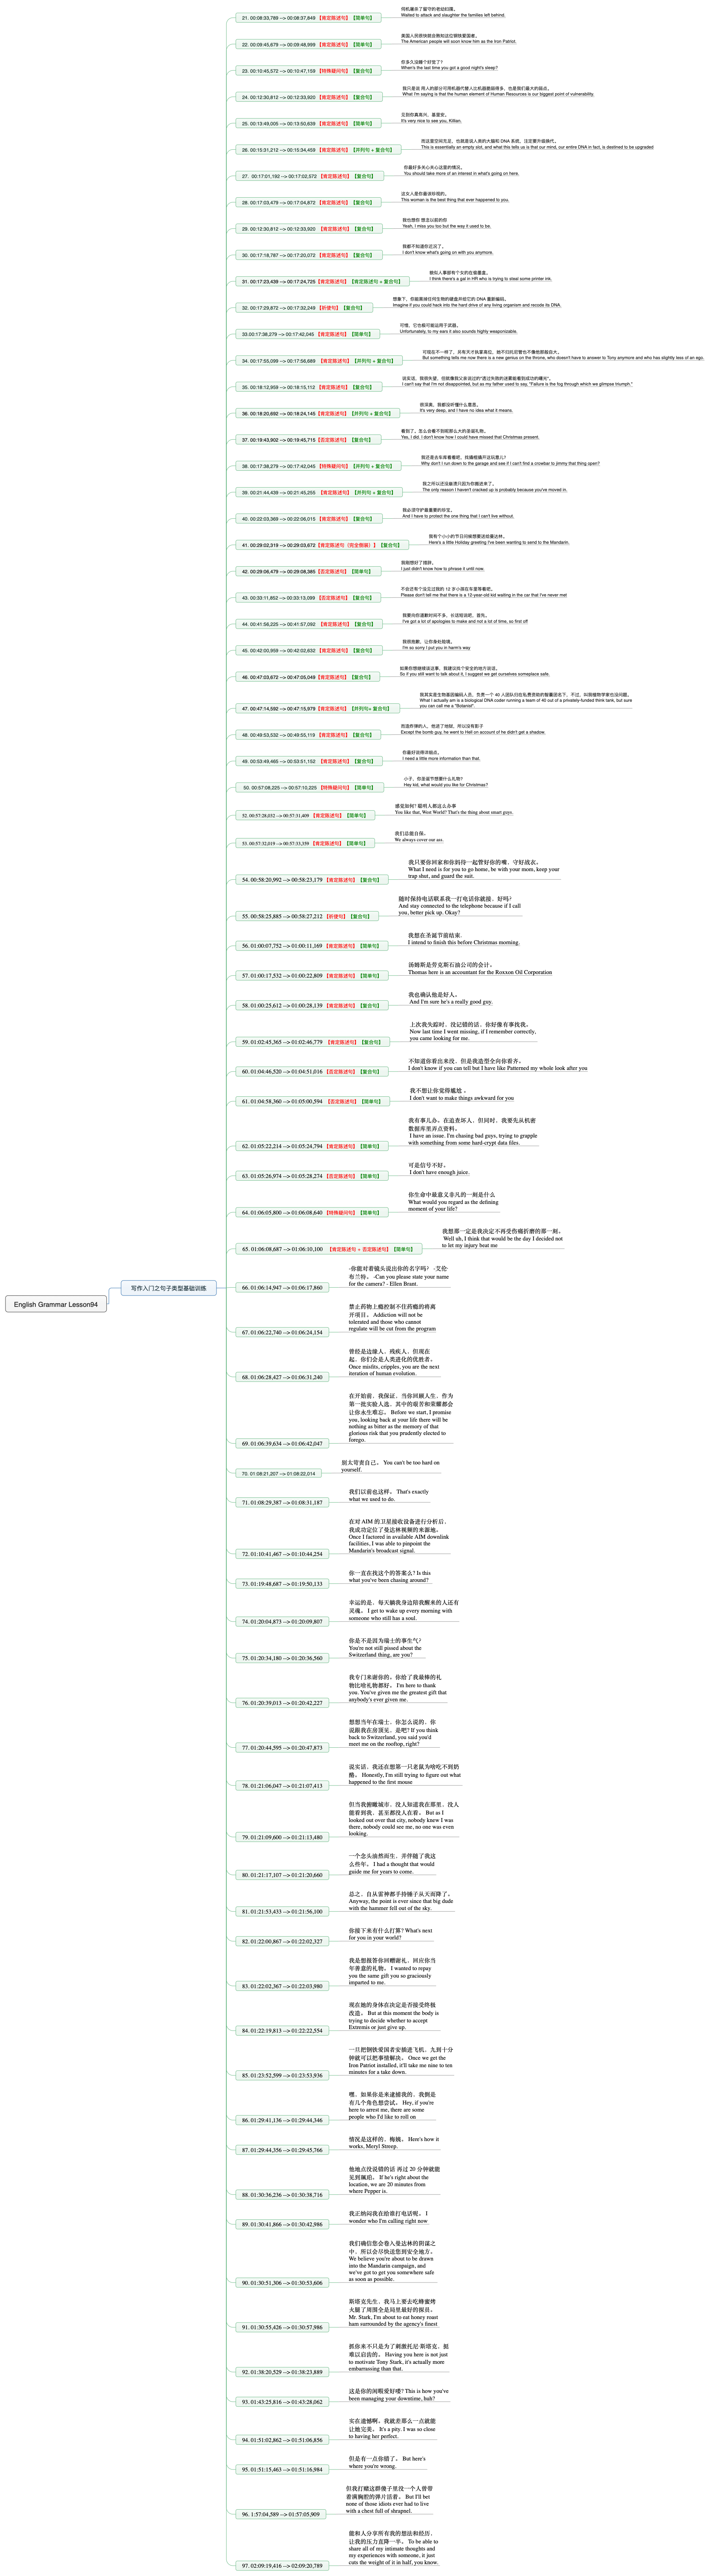 English Grammar Lesson94
写作入门之句子类型基础训练
21. 00:08:33,789 --> 00:08:37,849 【肯定陈述句】【简单句】
伺机屠杀了留守的老幼妇孺。
Waited to attack and slaughter the families left behind.
22. 00:09:45,679 --> 00:09:48,999 【肯定陈述句】【简单句】
美国人民很快就会熟知这位钢铁爱国者。
The American people will soon know him as the Iron Patriot.
23. 00:10:45,572 --> 00:10:47,159 【特殊疑问句】【复合句】
你多久没睡个好觉了?
When's the last time you got a good night's sleep?
24. 00:12:30,812 --> 00:12:33,920 【肯定陈述句】【复合句】
What I'm saying is that the human element of Human Resources is our biggest point of vulnerability.
25. 00:13:49,005 --> 00:13:50,639 【肯定陈述句】【简单句】
见到你真高兴，基里安。
It's very nice to see you, Killian.
26. 00:15:31,212 --> 00:15:34,459 【肯定陈述句】【并列句 + 复合句】
而这里空间充足，也就是说人类的大脑和 DNA 系统，注定要升级换代。
This is essentially an empty slot, and what this tells us is that our mind, our entire DNA in fact, is destined to be upgraded
27. 00:17:01,192 --> 00:17:02,572 【肯定陈述句】【复合句】
你最好多关心关心这里的情况。
You should take more of an interest in what's going on here.
28. 00:17:03,479 --> 00:17:04,872 【肯定陈述句】【复合句】
这女人是你最该珍视的。
This woman is the best thing that ever happened to you.
29. 00:12:30,812 --> 00:12:33,920 【肯定陈述句】【复合句】
我也想你 想念以前的你
Yeah, I miss you too but the way it used to be.
30. 00:17:18,787 --> 00:17:20,072 【肯定陈述句】【复合句】
我都不知道你近况了。
I don't know what's going on with you anymore.
31. 00:17:23,439 --> 00:17:24,725【肯定陈述句】【肯定陈述句 + 复合句】
貌似人事部有个女的在偷墨盒。
I think there's a gal in HR who is trying to steal some printer ink.
32. 00:17:29,872 --> 00:17:32,249 【祈使句】【复合句】
想象下，你能黑掉任何生物的硬盘并给它的 DNA 重新编码。
Imagine if you could hack into the hard drive of any living organism and recode its DNA.
33.00:17:38,279 --> 00:17:42,045 【肯定陈述句】【简单句】
可惜，它也极可能运用于武器。
Unfortunately, to my ears it also sounds highly weaponizable.
34. 00:17:55,099 --> 00:17:56,689 【肯定陈述句】【并列句 + 复合句】
But something tells me now there is a new genius on the throne, who doesn't have to answer to Tony anymore and who has slightly less of an ego.
35. 00:18:12,959 --> 00:18:15,112 【肯定陈述句】【复合句】
I can't say that I'm not disappointed, but as my father used to say, "Failure is the fog through which we glimpse triumph."
36. 00:18:20,692 --> 00:18:24,145【肯定陈述句】【并列句 + 复合句】
很深奥，我都没听懂什么意思。
It's very deep, and I have no idea what it means.
37. 00:19:43,902 --> 00:19:45,715【否定陈述句】【复合句】
看到了。怎么会看不到呢那么大的圣诞礼物。
Yes, I did. I don't know how I could have missed that Christmas present.
38. 00:17:38,279 --> 00:17:42,045【特殊疑问句】【并列句 + 复合句】
我还是去车库看看吧，找撬棍撬开这玩意儿?
Why don't I run down to the garage and see if I can't find a crowbar to jimmy that thing open?
39. 00:21:44,439 --> 00:21:45,255 【肯定陈述句】【并列句 + 复合句】
我之所以还没崩溃只因为你搬进来了。
The only reason I haven't cracked up is probably because you've moved in.
40. 00:22:03,369 --> 00:22:06,015 【肯定陈述句】【复合句】
我必须守护最重要的珍宝。
And I have to protect the one thing that I can't live without.
41. 00:29:02,319 --> 00:29:03,672【肯定陈述句（完全倒装）】【复合句】
我有个小小的节日问候想要送给曼达林。
Here's a little Holiday greeting I've been wanting to send to the Mandarin.
42. 00:29:06,479 --> 00:29:08,385【否定陈述句】【简单句】
我刚想好了措辞。
I just didn't know how to phrase it until now.
43. 00:33:11,852 --> 00:33:13,099 【否定陈述句】【复合句】
不会还有个没见过我的 12 岁小孩在车里等着吧。
Please don't tell me that there is a 12-year-old kid waiting in the car that I've never met
44. 00:41:56,225 --> 00:41:57,092 【肯定陈述句】【复合句】
我要向你道歉时间不多，长话短说吧，首先。
I've got a lot of apologies to make and not a lot of time, so first off
45. 00:42:00,959 --> 00:42:02,632 【肯定陈述句】【复合句】
我很抱歉，让你身处险境。
I'm so sorry I put you in harm's way
46. 00:47:03,672 --> 00:47:05,049【肯定陈述句】【复合句】
如果你想继续谈这事，我建议找个安全的地方说话。
So if you still want to talk about it, I suggest we get ourselves someplace safe.
47. 00:47:14,592 --> 00:47:15,979【肯定陈述句】【并列句+ 复合句】
我其实是生物基因编码人员，负责一个 40 人团队归在私费资助的智囊团名下，不过，叫我植物学家也没问题。
What I actually am is a biological DNA coder running a team of 40 out of a privately-funded think tank, but sure
you can call me a "Botanist".
48. 00:49:53,532 --> 00:49:55,119 【肯定陈述句】【复合句】
而造炸弹的人，他进了地狱，所以没有影子
Except the bomb guy, he went to Hell on account of he didn't get a shadow.
49. 00:53:49,465 --> 00:53:51,152 【肯定陈述句】【复合句】
你最好说得详细点。
I need a little more information than that.
50. 00:57:08,225 --> 00:57:10,225 【特殊疑问句】【简单句】
小子，你圣诞节想要什么礼物?
Hey kid, what would you like for Christmas?
52. 00:57:28,032 --> 00:57:31,409 【肯定陈述句】【简单句】
感觉如何? 聪明人都这么办事
You like that, West World? That's the thing about smart guys.
53. 00:57:32,019 --> 00:57:33,359 【肯定陈述句】【简单句】
我们总能自保。
We always cover our ass.
54. 00:58:20,992 --> 00:58:23,179 【肯定陈述句】【复合句】
我只要你回家和你妈待一起管好你的嘴，守好战衣。
What I need is for you to go home, be with your mom, keep your
trap shut, and guard the suit.
55. 00:58:25,885 --> 00:58:27,212 【祈使句】【复合句】
随时保持电话联系我一打电话你就接，好吗?
And stay connected to the telephone because if I call
you, better pick up. Okay?
56. 01:00:07,752 --> 01:00:11,169 【肯定陈述句】【简单句】
我想在圣诞节前结束.
I intend to finish this before Christmas morning.
57. 01:00:17,532 --> 01:00:22,809 【肯定陈述句】【简单句】
汤姆斯是劳克斯石油公司的会计。
Thomas here is an accountant for the Roxxon Oil Corporation
58. 01:00:25,612 --> 01:00:28,139 【肯定陈述句】【复合句】
我也确认他是好人。
And I'm sure he's a really good guy.
59. 01:02:45,365 --> 01:02:46,779 【肯定陈述句】【复合句】
上次我失踪时，没记错的话，你好像有事找我。
Now last time I went missing, if I remember correctly,
you came looking for me.
60. 01:04:46,520 --> 01:04:51,016 【否定陈述句】【复合句】
不知道你看出来没，但是我造型全向你看齐。
I don't know if you can tell but I have like Patterned my whole look after you
61. 01:04:58,360 --> 01:05:00,594 【否定陈述句】【简单句】
我不想让你觉得尴尬 。
I don't want to make things awkward for you
62. 01:05:22,214 --> 01:05:24,794 【肯定陈述句】【简单句】
我有事儿办，在追查坏人，但同时，我要先从机密
数据库里弄点资料。
I have an issue. I'm chasing bad guys, trying to grapple
with something from some hard-crypt data files.
63. 01:05:26,974 --> 01:05:28,274 【否定陈述句】【简单句】
可是信号不好。
I don't have enough juice.
64. 01:06:05,800 --> 01:06:08,640 【特殊疑问句】【简单句】
你生命中最意义非凡的一刻是什么
What would you regard as the defining
moment of your life?
65. 01:06:08,687 --> 01:06:10,100 【肯定陈述句 + 否定陈述句】【简单句】
我想那一定是我决定不再受伤痛折磨的那一刻。
Well uh, I think that would be the day I decided not
to let my injury beat me
66. 01:06:14,947 --> 01:06:17,860
-你能对着镜头说出你的名字吗? -艾伦·
布兰特。 -Can you please state your name
for the camera? - Ellen Brant.
67. 01:06:22,740 --> 01:06:24,154
禁止药物上瘾控制不住药瘾的将离
开项目。 Addiction will not be
tolerated and those who cannot
regulate will be cut from the program
68. 01:06:28,427 --> 01:06:31,240
曾经是边缘人，残疾人，但现在
起，你们会是人类进化的优胜者。
Once misfits, cripples, you are the next
iteration of human evolution.
69. 01:06:39,634 --> 01:06:42,047
在开始前，我保证，当你回顾人生，作为
第一批实验人选，其中的艰苦和荣耀都会
让你永生难忘。 Before we start, I promise
you, looking back at your life there will be
nothing as bitter as the memory of that
glorious risk that you prudently elected to
forego.
70. 01:08:21,207 --> 01:08:22,014
别太苛责自己。 You can't be too hard on
yourself.
71. 01:08:29,387 --> 01:08:31,187
我们以前也这样。 That's exactly
what we used to do.
72. 01:10:41,467 --> 01:10:44,254
在对 AIM 的卫星接收设备进行分析后，
我成功定位了曼达林视频的来源地。
Once I factored in available AIM downlink
facilities, I was able to pinpoint the
Mandarin's broadcast signal.
73. 01:19:48,687 --> 01:19:50,133
你一直在找这个的答案么? Is this
what you've been chasing around?
74. 01:20:04,873 --> 01:20:09,807
幸运的是，每天躺我身边陪我醒来的人还有
灵魂。 I get to wake up every morning with
someone who still has a soul.
75. 01:20:34,180 --> 01:20:36,560
你是不是因为瑞士的事生气?
You're not still pissed about the
Switzerland thing, are you?
76. 01:20:39,013 --> 01:20:42,227
我专门来谢你的。你给了我最棒的礼
物比啥礼物都好。 I'm here to thank
you. You've given me the greatest gift that
anybody's ever given me.
77. 01:20:44,595 --> 01:20:47,873
想想当年在瑞士，你怎么说的，你
说跟我在房顶见，是吧? If you think
back to Switzerland, you said you'd
meet me on the rooftop, right?
78. 01:21:06,047 --> 01:21:07,413
说实话，我还在想第一只老鼠为啥吃不到奶
酪。 Honestly, I'm still trying to figure out what
happened to the first mouse
79. 01:21:09,600 --> 01:21:13,480
但当我俯瞰城市，没人知道我在那里，没人
能看到我，甚至都没人在看。 But as I
looked out over that city, nobody knew I was
there, nobody could see me, no one was even
looking.
80. 01:21:17,107 --> 01:21:20,660
一个念头油然而生，并伴随了我这
么些年。 I had a thought that would
guide me for years to come.
81. 01:21:53,433 --> 01:21:56,100
总之，自从雷神那手持锤子从天而降了。
Anyway, the point is ever since that big dude
with the hammer fell out of the sky.
82. 01:22:00,867 --> 01:22:02,327
你接下来有什么打算? What's next
for you in your world?
83. 01:22:02,367 --> 01:22:03,980
我是想报答你回赠谢礼，回应你当
年善意的礼物。 I wanted to repay
you the same gift you so graciously
imparted to me.
84. 01:22:19,813 --> 01:22:22,554
现在她的身体在决定是否接受终极
改造。 But at this moment the body is
trying to decide whether to accept
Extremis or just give up.
85. 01:23:52,599 --> 01:23:53,936
一旦把钢铁爱国者安插进飞机，九到十分
钟就可以把事情解决。 Once we get the
Iron Patriot installed, it'll take me nine to ten
minutes for a take down.
86. 01:29:41,136 --> 01:29:44,346
嘿，如果你是来逮捕我的，我倒是
有几个角色想尝试。 Hey, if you're
here to arrest me, there are some
people who I'd like to roll on
87. 01:29:44,356 --> 01:29:45,766
情况是这样的，梅姨。 Here's how it
works, Meryl Streep.
88. 01:30:36,236 --> 01:30:38,716
他地点没说错的话 再过 20 分钟就能
见到珮珀。 If he's right about the
location, we are 20 minutes from
where Pepper is.
89. 01:30:41,866 --> 01:30:42,986
我正纳闷我在给谁打电话呢。 I
wonder who I'm calling right now
90. 01:30:51,306 --> 01:30:53,606
我们确信您会卷入曼达林的阴谋之
中，所以会尽快送您到安全地方。
We believe you're about to be drawn
into the Mandarin campaign, and
we've got to get you somewhere safe
as soon as possible.
91. 01:30:55,426 --> 01:30:57,986
斯塔克先生，我马上要去吃蜂蜜烤
火腿了周围全是局里最好的探员。
Mr. Stark, I'm about to eat honey roast
ham surrounded by the agency's finest
92. 01:38:20,529 --> 01:38:23,889
抓你来不只是为了刺激托尼·斯塔克，挺
难以启齿的。 Having you here is not just
to motivate Tony Stark, it's actually more
embarrassing than that.
93. 01:43:25,816 --> 01:43:28,062
这是你的闲暇爱好喽? This is how you've
been managing your downtime, huh?
94. 01:51:02,862 --> 01:51:06,856
实在遗憾啊。我就差那么一点就能
让她完美。 It's a pity. I was so close
to having her perfect.
95. 01:51:15,463 --> 01:51:16,984
但是有一点你错了。 But here's
where you're wrong.
96. 1:57:04,589 --> 01:57:05,909
但我打赌这群傻子里没一个人曾带
着满胸腔的弹片活着。 But I'll bet
none of those idiots ever had to live
with a chest full of shrapnel.
97. 02:09:19,416 --> 02:09:20,789
能和人分享所有我的想法和经历，
让我的压力直降一半。 To be able to
share all of my intimate thoughts and
my experiences with someone, it just
cuts the weight of it in half, you know.